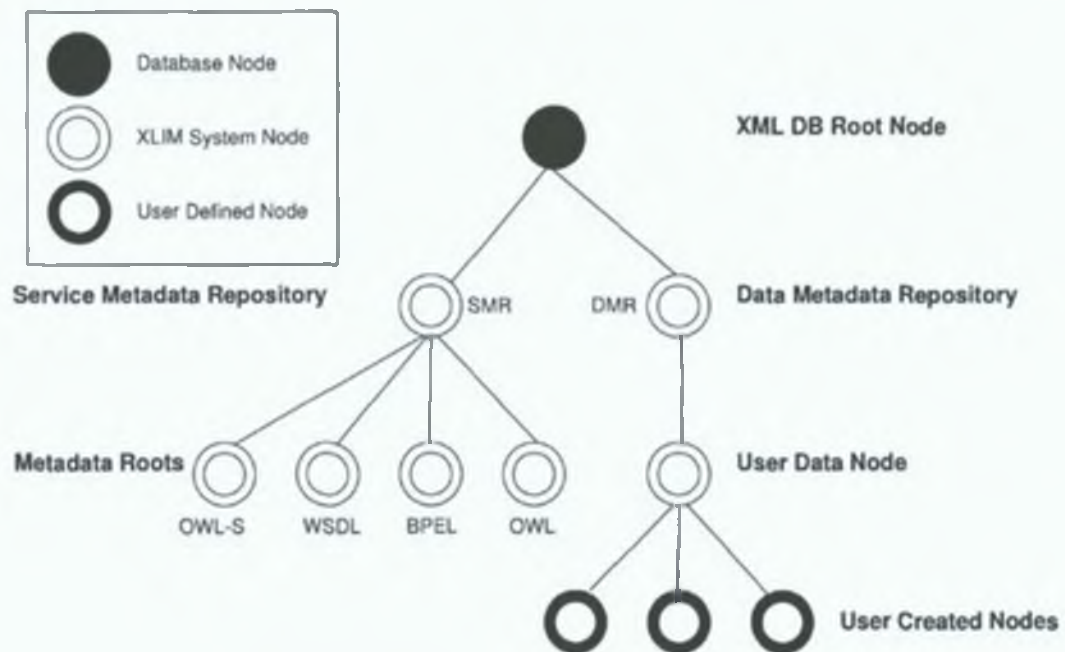 Database Node
XLIM System Node
User Defined Node
XML DB Root Node
Service Metadata Repository
SMR
DMR
Data Metadata Repository
Metadata Roots
User Data Node
OWL-S
WSDL
BPEL
OWL
User Created Nodes